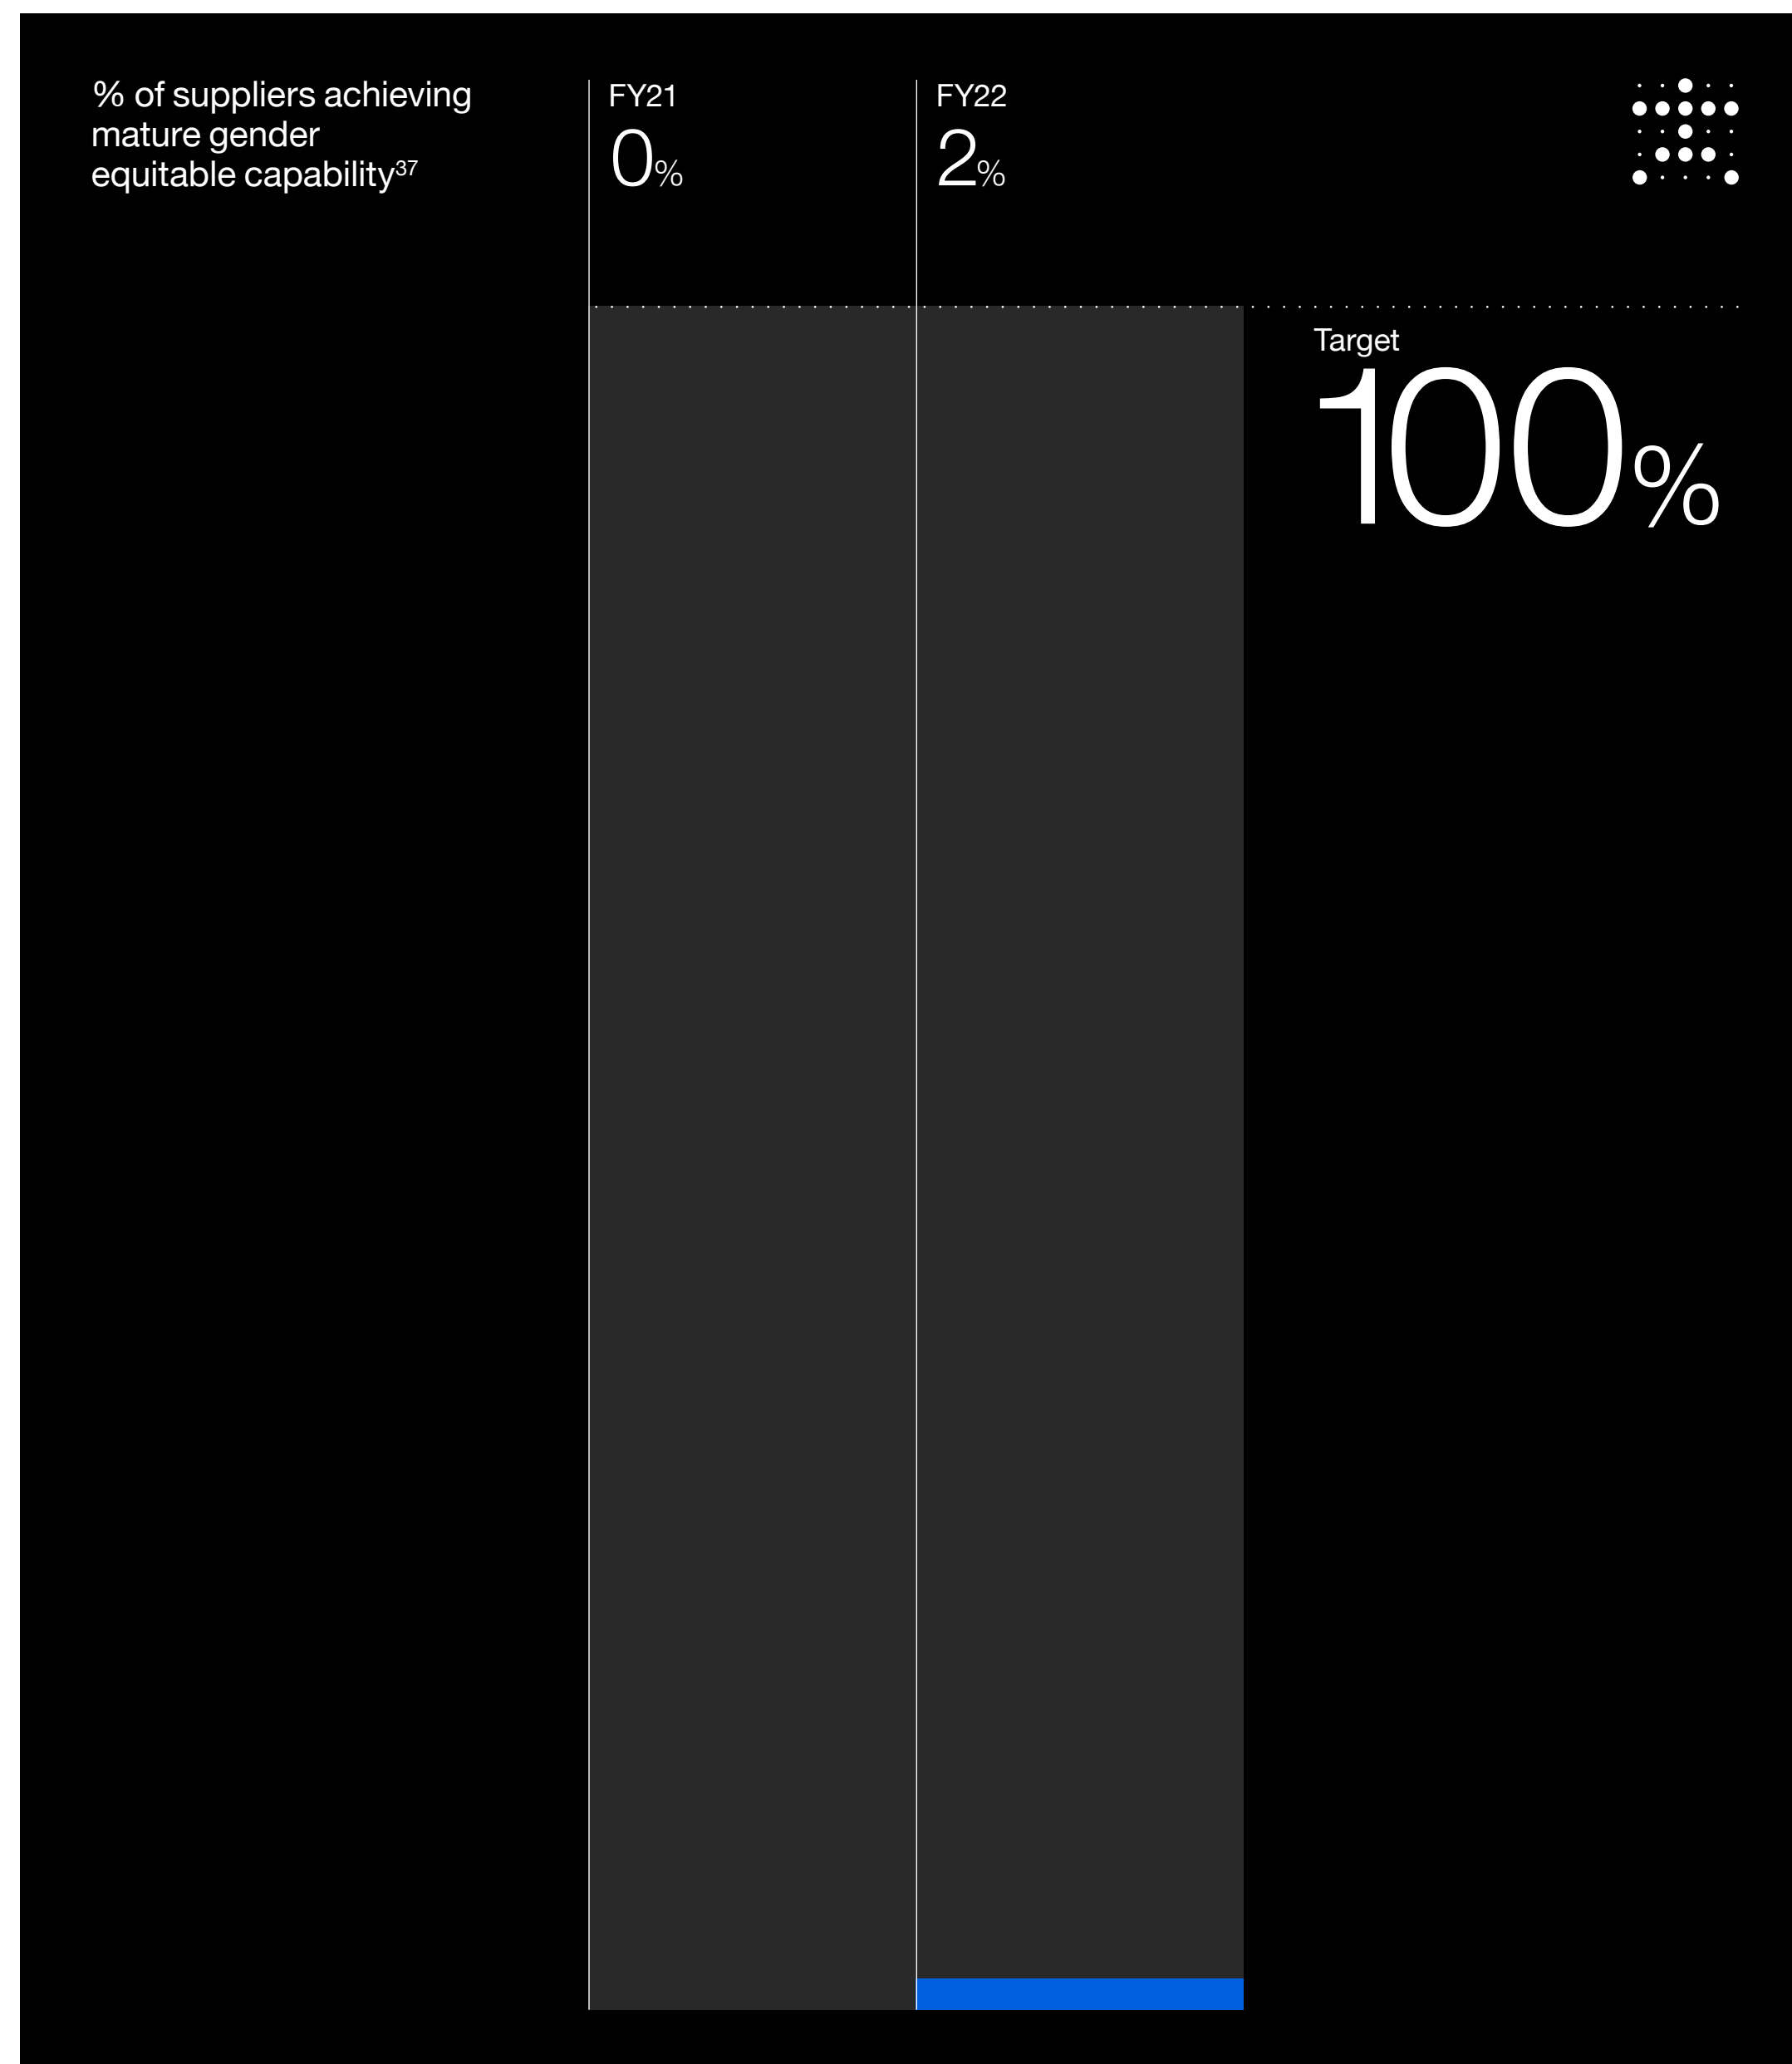 % of suppliers achieving
mature gender
equitable capability37
FY21
0%
FY22
2%
Target
100%